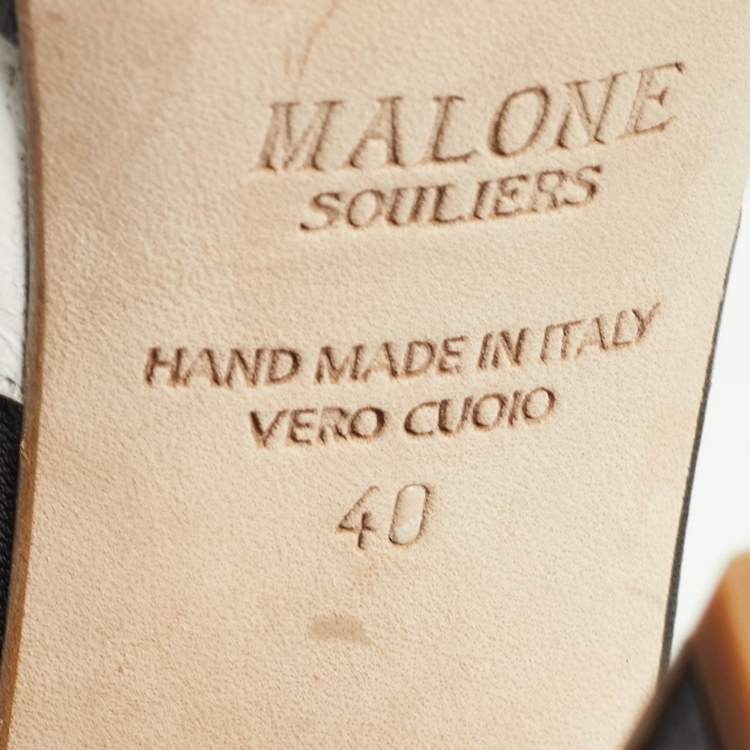 MALONE
SOULIERS
HAND MADE IN ITALY
VERO CUOIO
40